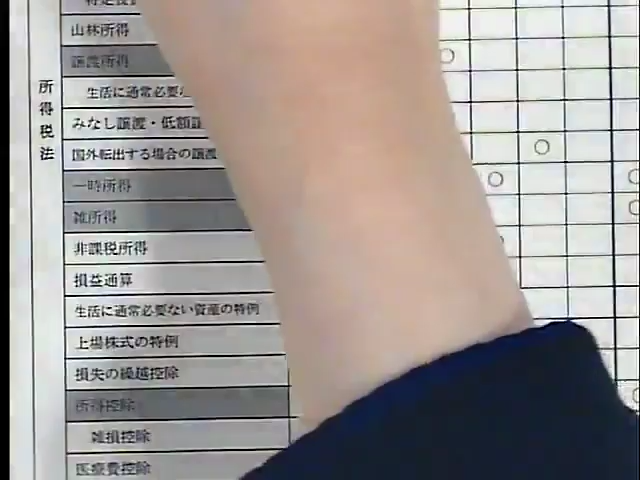 所得税法
山林所得
譲渡所得
生活に通常必要
みなし譲渡・低額譲
国外転出する場合の譲渡
一時所得
雑所得
非課税所得
損益通算
生活に通常必要ない資産の特例
上場株式の特例
損失の繰越控除
所得控除
雑損控除
医療費控除